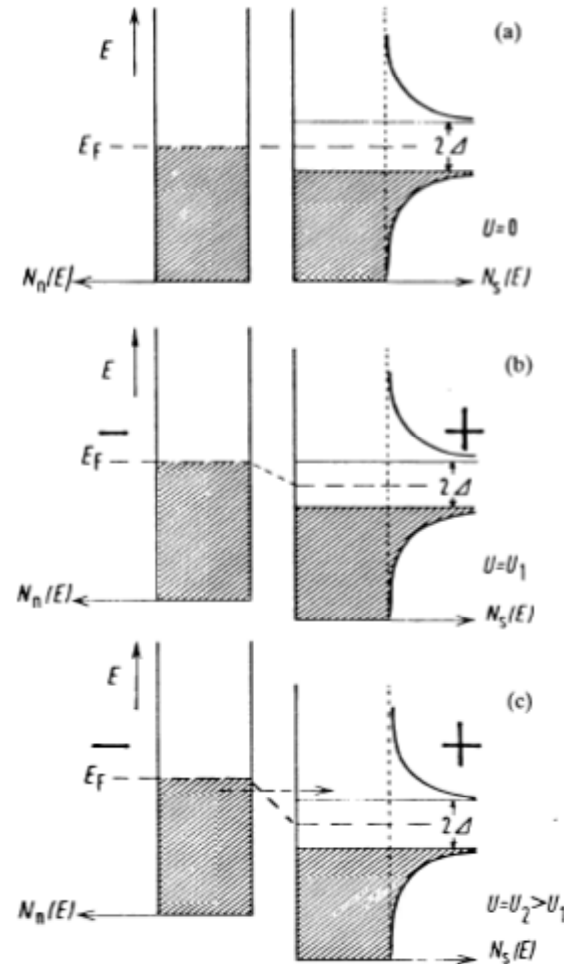 (a)
E
E_F
2Δ
U=0
N_n(E)
N_s(E)
(b)
E
−
+
E_F
2Δ
U=U_1
N_n(E)
N_s(E)
(c)
E
−
+
E_F
2Δ
N_n(E)
U=U_2>U_1
N_s(E)